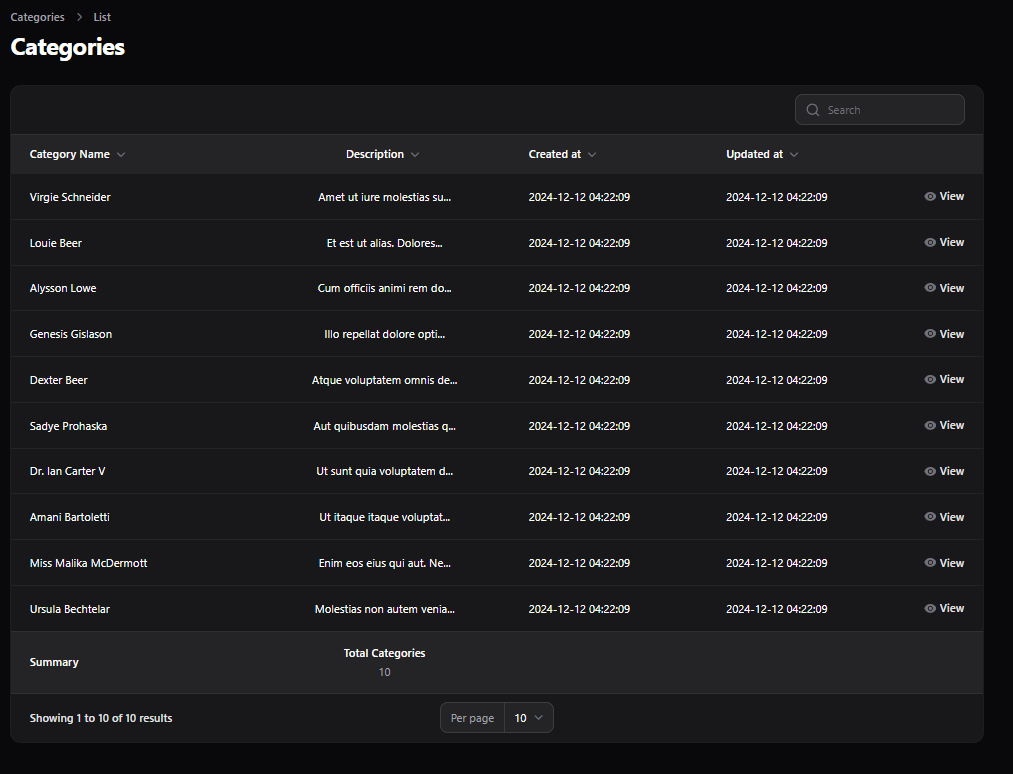 Categories > List
Categories
Search
Category Name Description Created at Updated at
Virgie Schneider Amet ut iure molestias su... 2024-12-12 04:22:09 2024-12-12 04:22:09 View
Louie Beer Et est ut alias. Dolores... 2024-12-12 04:22:09 2024-12-12 04:22:09 View
Alysson Lowe Cum officiis animi rem do... 2024-12-12 04:22:09 2024-12-12 04:22:09 View
Genesis Gislason Illo repellat dolore opti... 2024-12-12 04:22:09 2024-12-12 04:22:09 View
Dexter Beer Atque voluptatem omnis de... 2024-12-12 04:22:09 2024-12-12 04:22:09 View
Sadye Prohaska Aut quibusdam molestias q... 2024-12-12 04:22:09 2024-12-12 04:22:09 View
Dr. Ian Carter V Ut sunt quia voluptatem d... 2024-12-12 04:22:09 2024-12-12 04:22:09 View
Amani Bartoletti Ut itaque itaque voluptat... 2024-12-12 04:22:09 2024-12-12 04:22:09 View
Miss Malika McDermott Enim eos eius qui aut. Ne... 2024-12-12 04:22:09 2024-12-12 04:22:09 View
Ursula Bechtelar Molestias non autem venia... 2024-12-12 04:22:09 2024-12-12 04:22:09 View
Summary Total Categories
10
Showing 1 to 10 of 10 results Per page 10